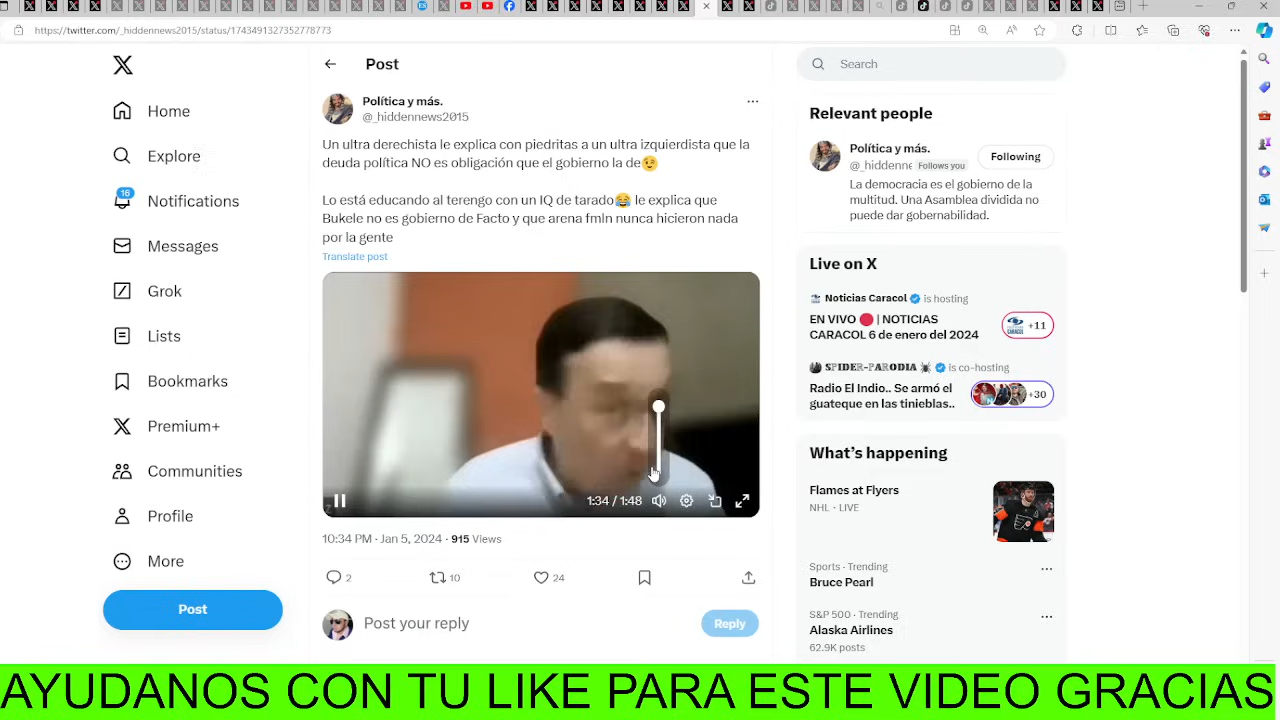 https://twitter.com/_hiddennews2015/status/1743491327352778773
Home
Explore
16
Notifications
Messages
Grok
Lists
Bookmarks
Premium+
Communities
Profile
More
Post
Post
Política y más.
@_hiddennews2015
Un ultra derechista le explica con piedritas a un ultra izquierdista que la
deuda política NO es obligación que el gobierno la de😉
Lo está educando al terengo con un IQ de tarado😂 le explica que
Bukele no es gobierno de Facto y que arena fmln nunca hicieron nada
por la gente
Translate post
1:34 / 1:48
10:34 PM · Jan 5, 2024 · 915 Views
2
10
24
Post your reply
Reply
Search
Relevant people
Política y más.
@_hiddenne
Follows you
Following
La democracia es el gobierno de la
multitud. Una Asamblea dividida no
puede dar gobernabilidad.
Live on X
Noticias Caracol is hosting
EN VIVO 🔴 | NOTICIAS
CARACOL 6 de enero del 2024
+11
SPIDER-PARODIA 🕷 is co-hosting
Radio El Indio.. Se armó el
guateque en las tinieblas..
+30
What's happening
Flames at Flyers
NHL · LIVE
Sports · Trending
Bruce Pearl
S&P 500 · Trending
Alaska Airlines
62.9K posts
AYUDANOS CON TU LIKE PARA ESTE VIDEO GRACIAS